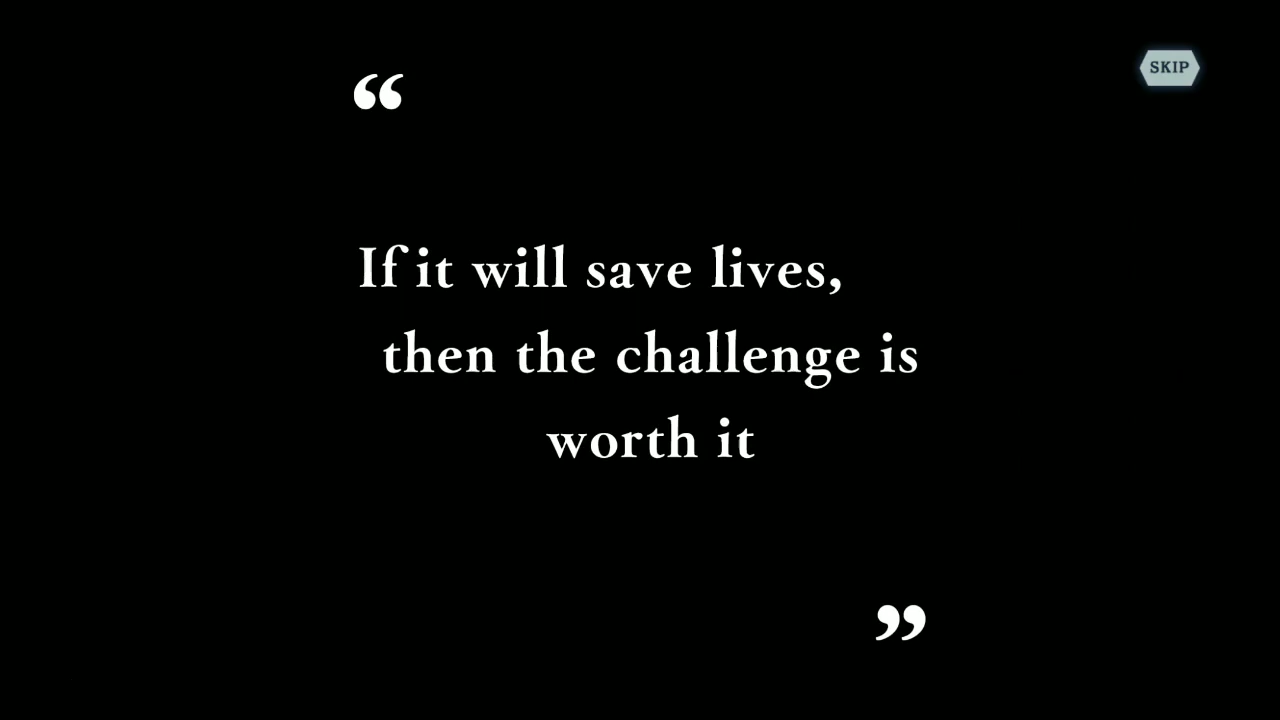 SKIP
“
If it will save lives,
then the challenge is
worth it
”